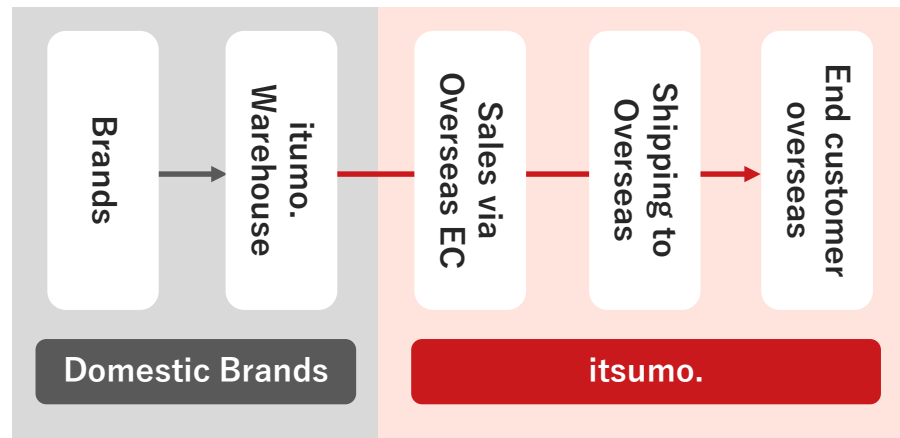 Brands
itumo.
Warehouse
Sales via
Overseas EC
Shipping to
Overseas
End customer
overseas
Domestic Brands
itsumo.